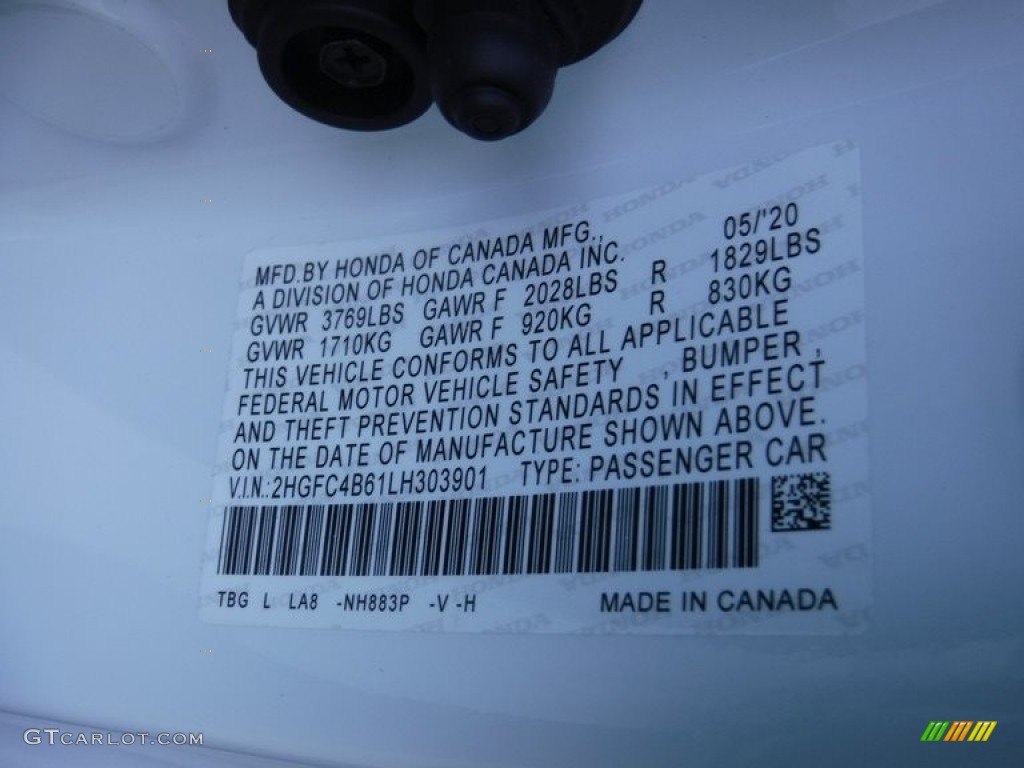 MFD.BY HONDA OF CANADA MFG., 05/'20
A DIVISION OF HONDA CANADA INC.
GVWR 3769LBS GAWR F 2028LBS R 1829LBS
GVWR 1710KG GAWR F 920KG R 830KG
THIS VEHICLE CONFORMS TO ALL APPLICABLE
FEDERAL MOTOR VEHICLE SAFETY , BUMPER ,
AND THEFT PREVENTION STANDARDS IN EFFECT
ON THE DATE OF MANUFACTURE SHOWN ABOVE.
V.I.N.:2HGFC4B61LH303901 TYPE: PASSENGER CAR
TBG L LA8 -NH883P -V -H MADE IN CANADA
GTCARLOT.COM